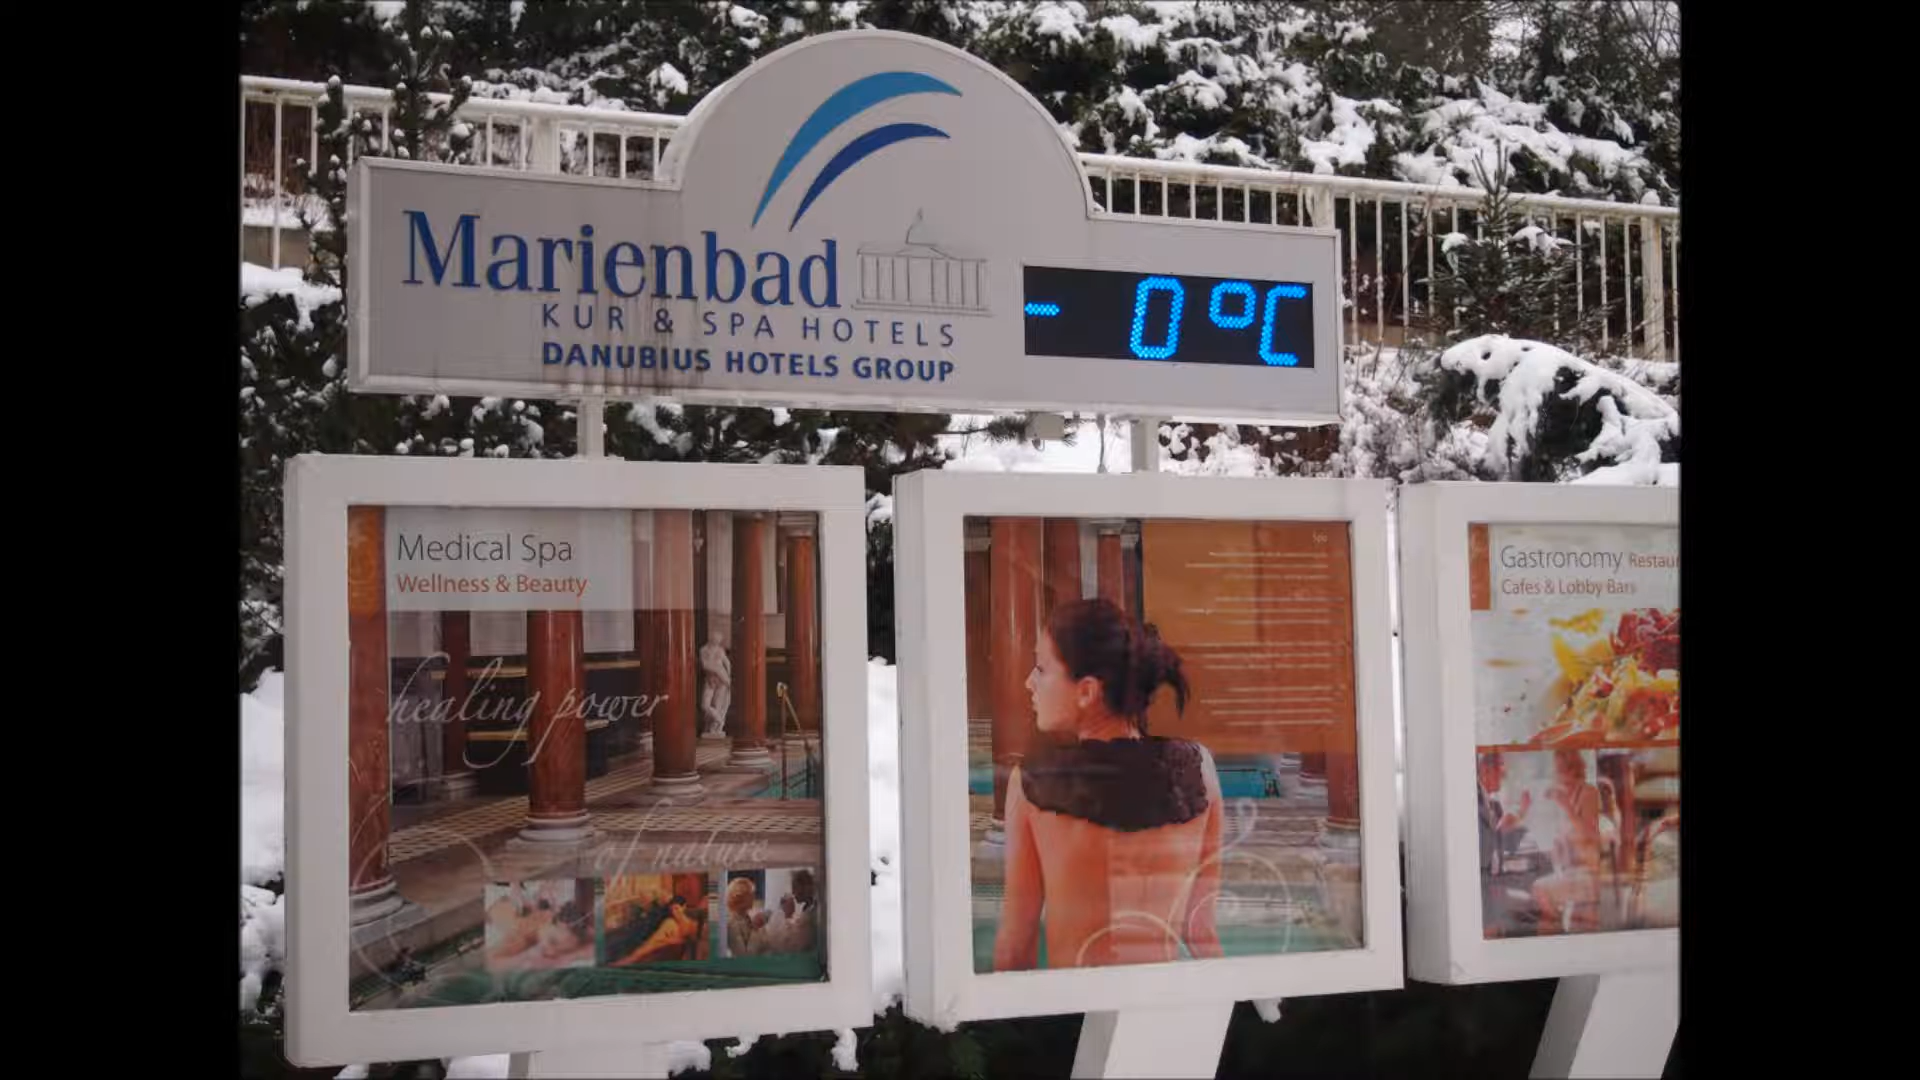 Marienbad
KUR & SPA HOTELS
DANUBIUS HOTELS GROUP
- 0°C
Medical Spa
Wellness & Beauty
healing power
of nature
Spa
Gastronomy
Cafes & Lobby Bars